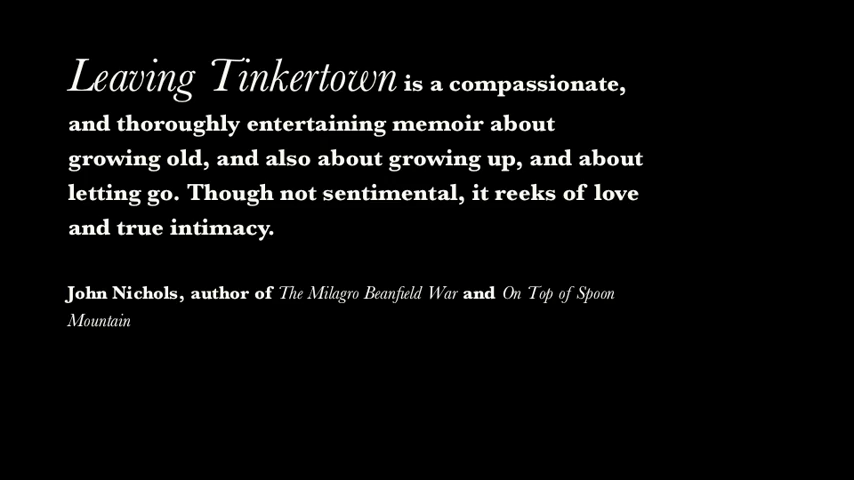 Leaving Tinkertown is a compassionate,
and thoroughly entertaining memoir about
growing old, and also about growing up, and about
letting go. Though not sentimental, it reeks of love
and true intimacy.
John Nichols, author of The Milagro Beanfield War and On Top of Spoon
Mountain